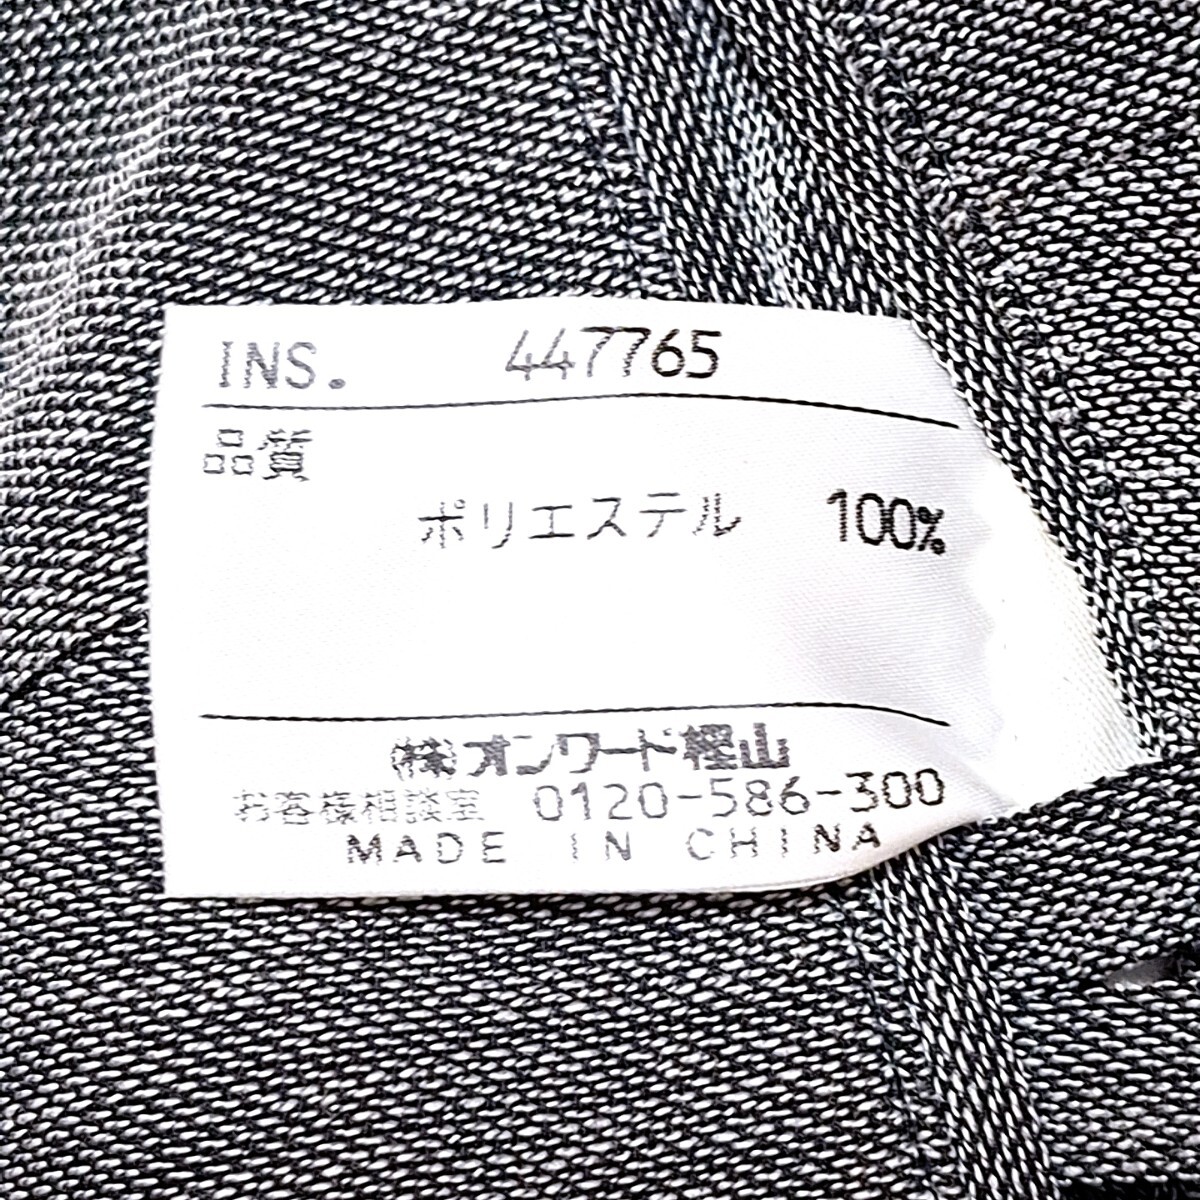 INS. 447765
品質
ポリエステル 100%
㈱オンワード樫山
お客様相談室 0120-586-300
MADE IN CHINA